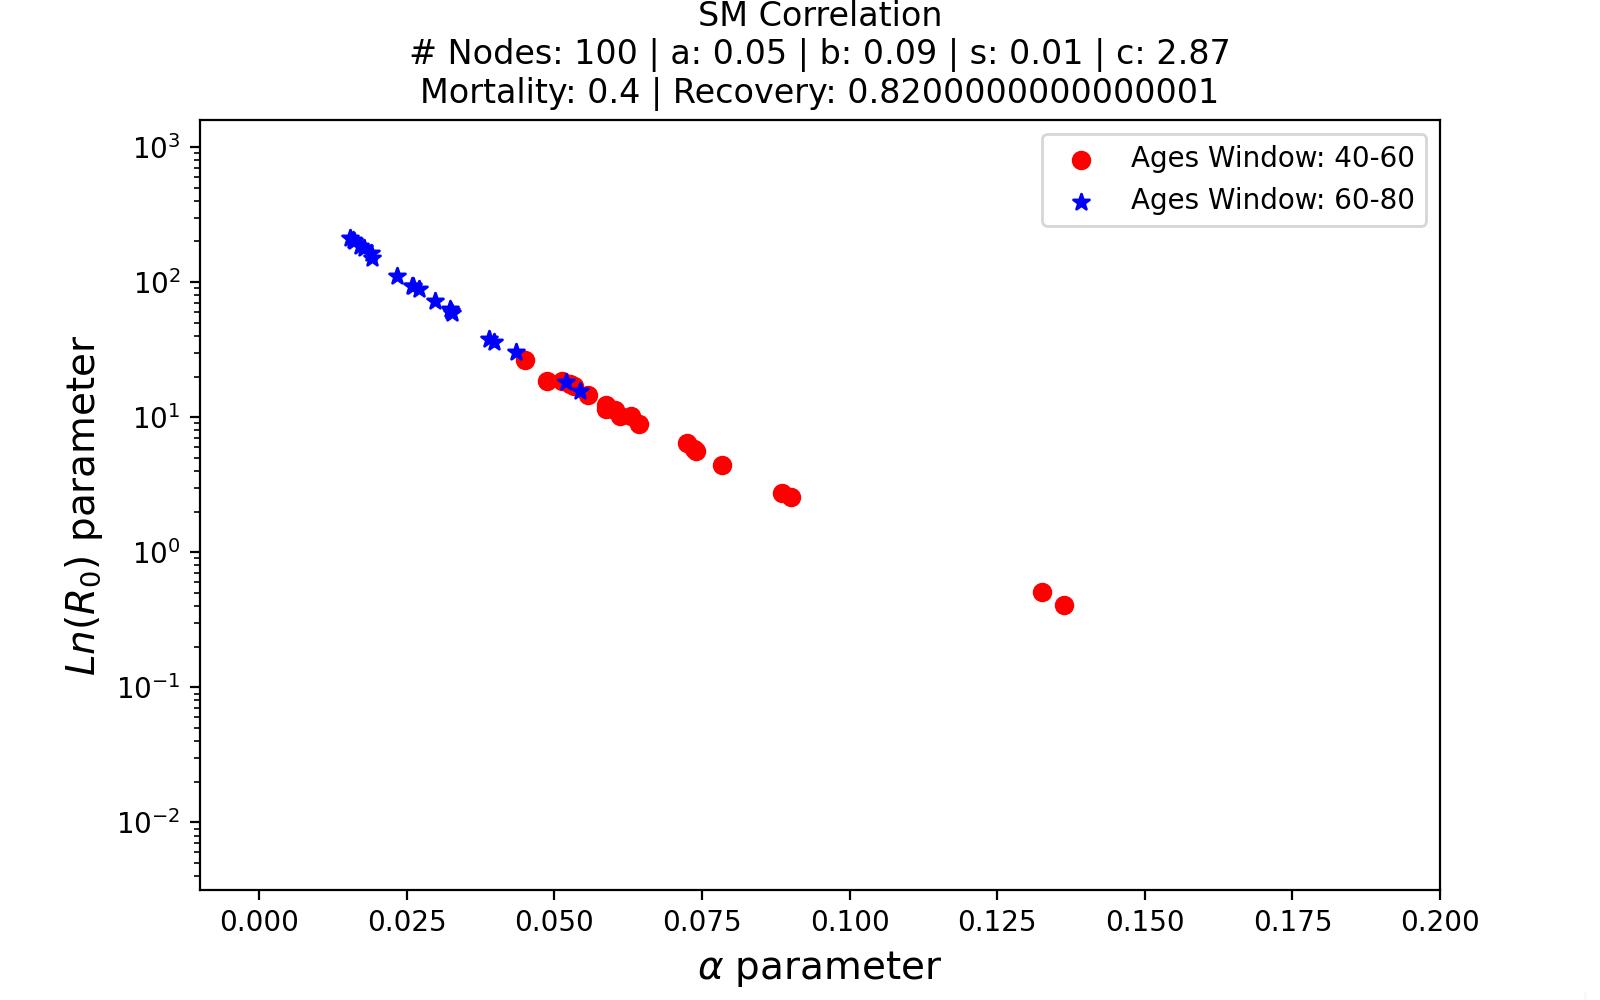 SM Correlation
# Nodes: 100 | a: 0.05 | b: 0.09 | s: 0.01 | c: 2.87
Mortality: 0.4 | Recovery: 0.8200000000000001
Ages Window: 40-60
Ages Window: 60-80
10³
10²
10¹
10⁰
10⁻¹
10⁻²
Ln(R₀) parameter
0.000 0.025 0.050 0.075 0.100 0.125 0.150 0.175 0.200
α parameter